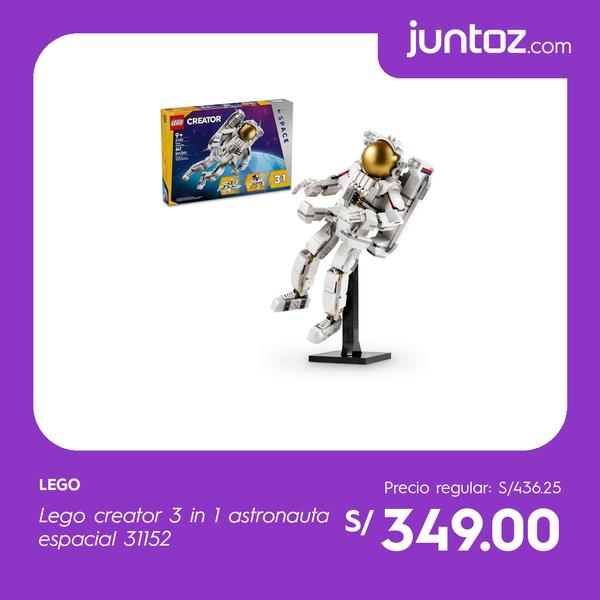 juntoz.com
LEGO CREATOR
9+
SPACE
3in1
LEGO
Precio regular: S/436.25
Lego creator 3 in 1 astronauta
espacial 31152
S/ 349.00